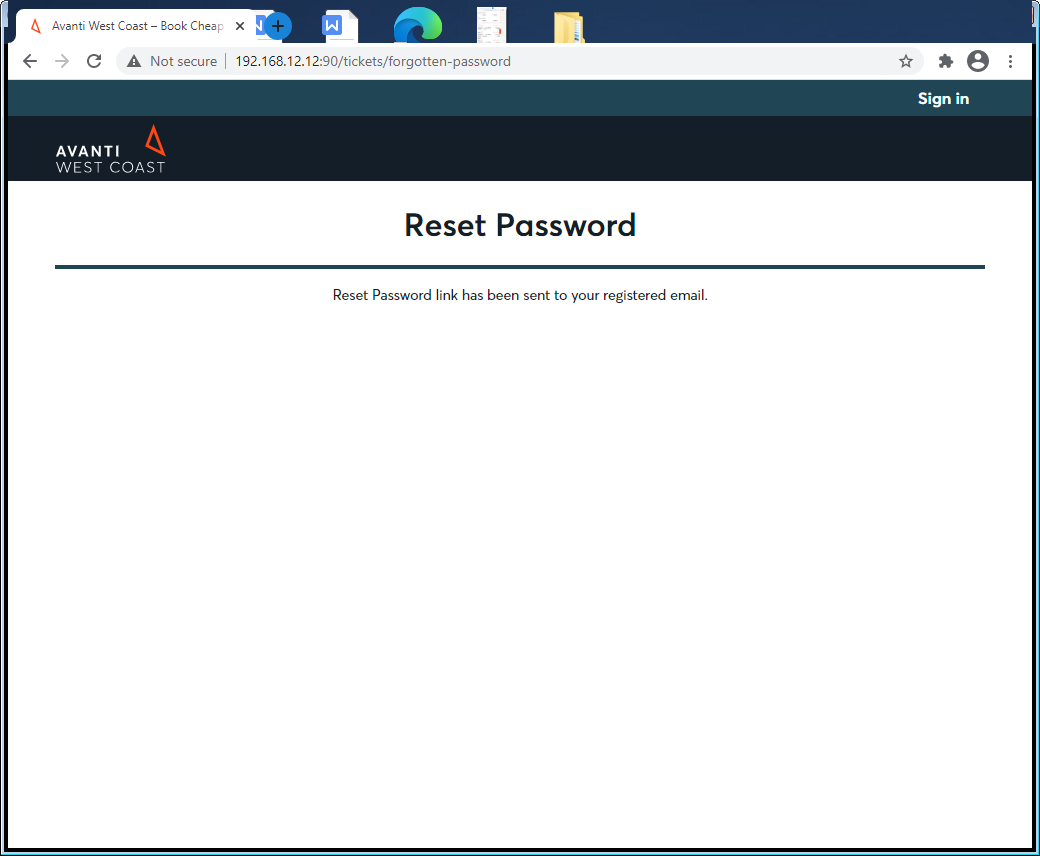 Avanti West Coast – Book Cheap
W
Not secure
192.168.12.12:90/tickets/forgotten-password
Sign in
AVANTI
WEST COAST
Reset Password
Reset Password link has been sent to your registered email.